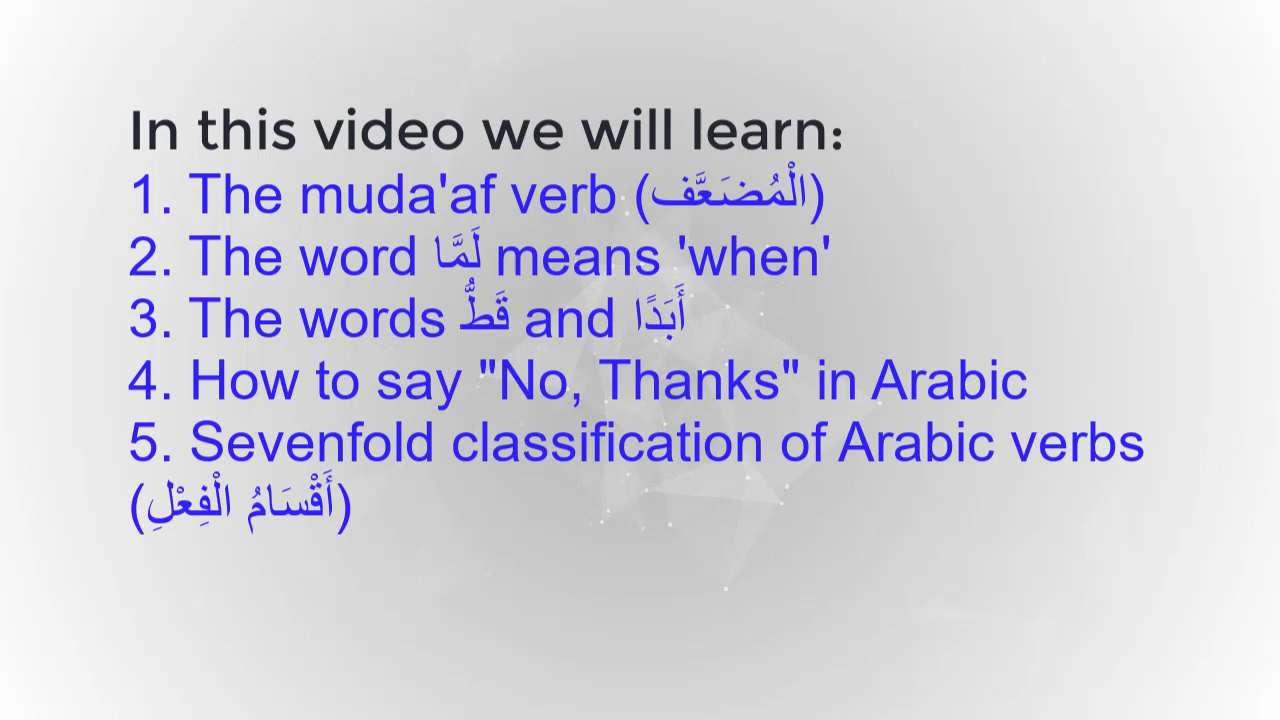 In this video we will learn:
1. The muda'af verb (الْمُضَعَّف)
2. The word لَمَّا means 'when'
3. The words قَطُّ and أَبَدًا
4. How to say "No, Thanks" in Arabic
5. Sevenfold classification of Arabic verbs
(أَقْسَامُ الْفِعْلِ)